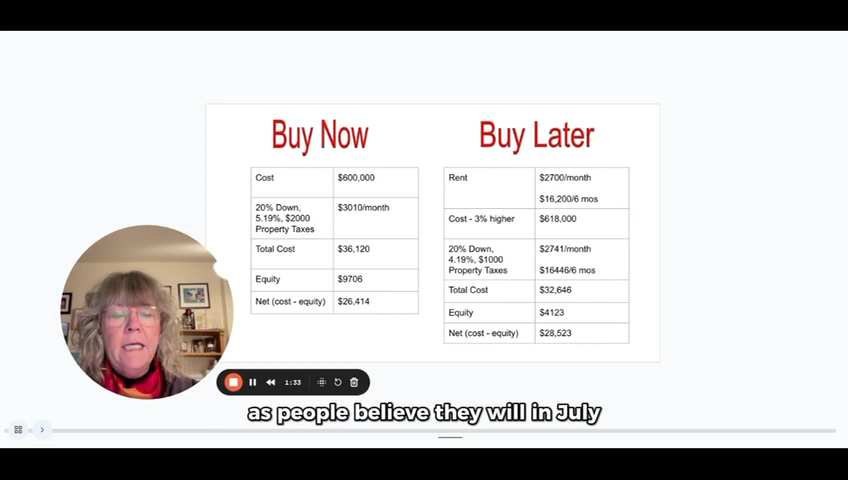 Buy Now
Cost $600,000
20% Down, $3010/month
5.19%, $2000
Property Taxes
Total Cost $36,120
Equity $9706
Net (cost - equity) $26,414
Buy Later
Rent $2700/month
$16,200/6 mos
Cost - 3% higher $618,000
20% Down, $2741/month
4.19%, $1000
Property Taxes $16446/6 mos
Total Cost $32,646
Equity $4123
Net (cost - equity) $28,523
1:33
as people believe they will in July